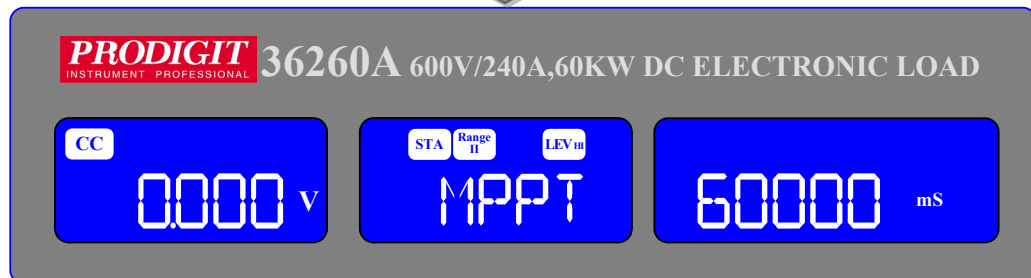 PRODIGIT
INSTRUMENT PROFESSIONAL
36260A 600V/240A,60KW DC ELECTRONIC LOAD
CC
0.000 V
STA Range II LEV HI
MPPT
60000 mS